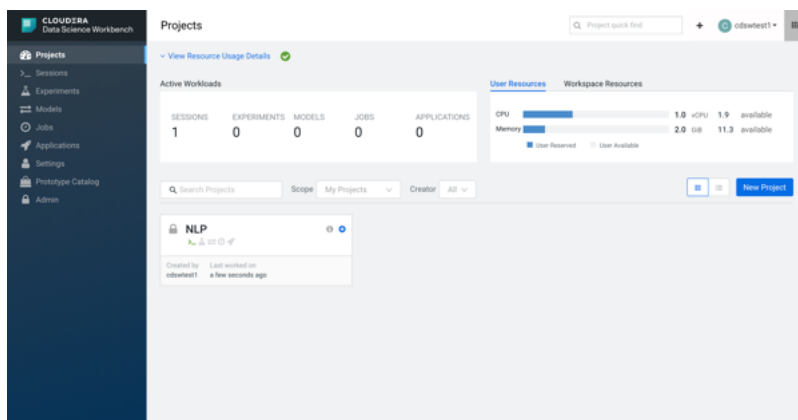 CLOUDERA
Data Science Workbench
Projects
Project quick find
cdswtest1
Projects
Sessions
Experiments
Models
Jobs
Applications
Settings
Prototype Catalog
Admin
View Resource Usage Details
Active Workloads
SESSIONS EXPERIMENTS MODELS JOBS APPLICATIONS
1 0 0 0 0
User Resources Workspace Resources
CPU 1.0 vCPU 1.9 available
Memory 2.0 GiB 11.3 available
User Reserved User Available
Search Projects Scope My Projects Creator All
New Project
NLP
Created by Last worked on
cdswtest1 a few seconds ago